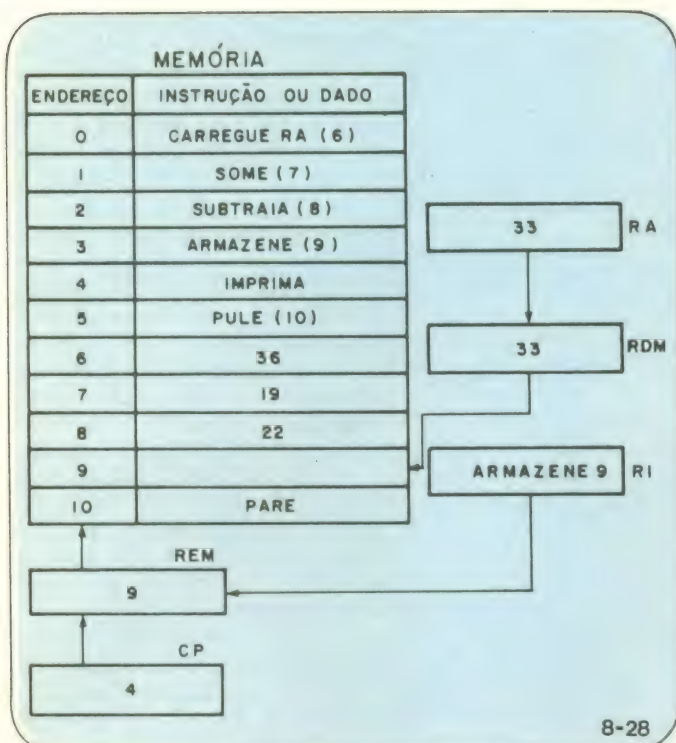 MEMÓRIA
ENDEREÇO INSTRUÇÃO OU DADO
0 CARREGUE RA (6)
1 SOME (7)
2 SUBTRAIA (8)
3 ARMAZENE (9)
4 IMPRIMA
5 PULE (10)
6 36
7 19
8 22
9
10 PARE
33 RA
33 RDM
ARMAZENE 9 RI
REM
9
CP
4
8-28